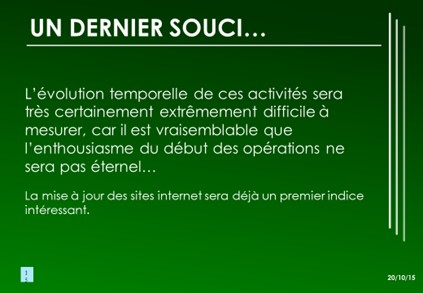 UN DERNIER SOUCI…
L’évolution temporelle de ces activités sera
très certainement extrêmement difficile à
mesurer, car il est vraisemblable que
l’enthousiasme du début des opérations ne
sera pas éternel…
La mise à jour des sites internet sera déjà un premier indice
intéressant.
20/10/15